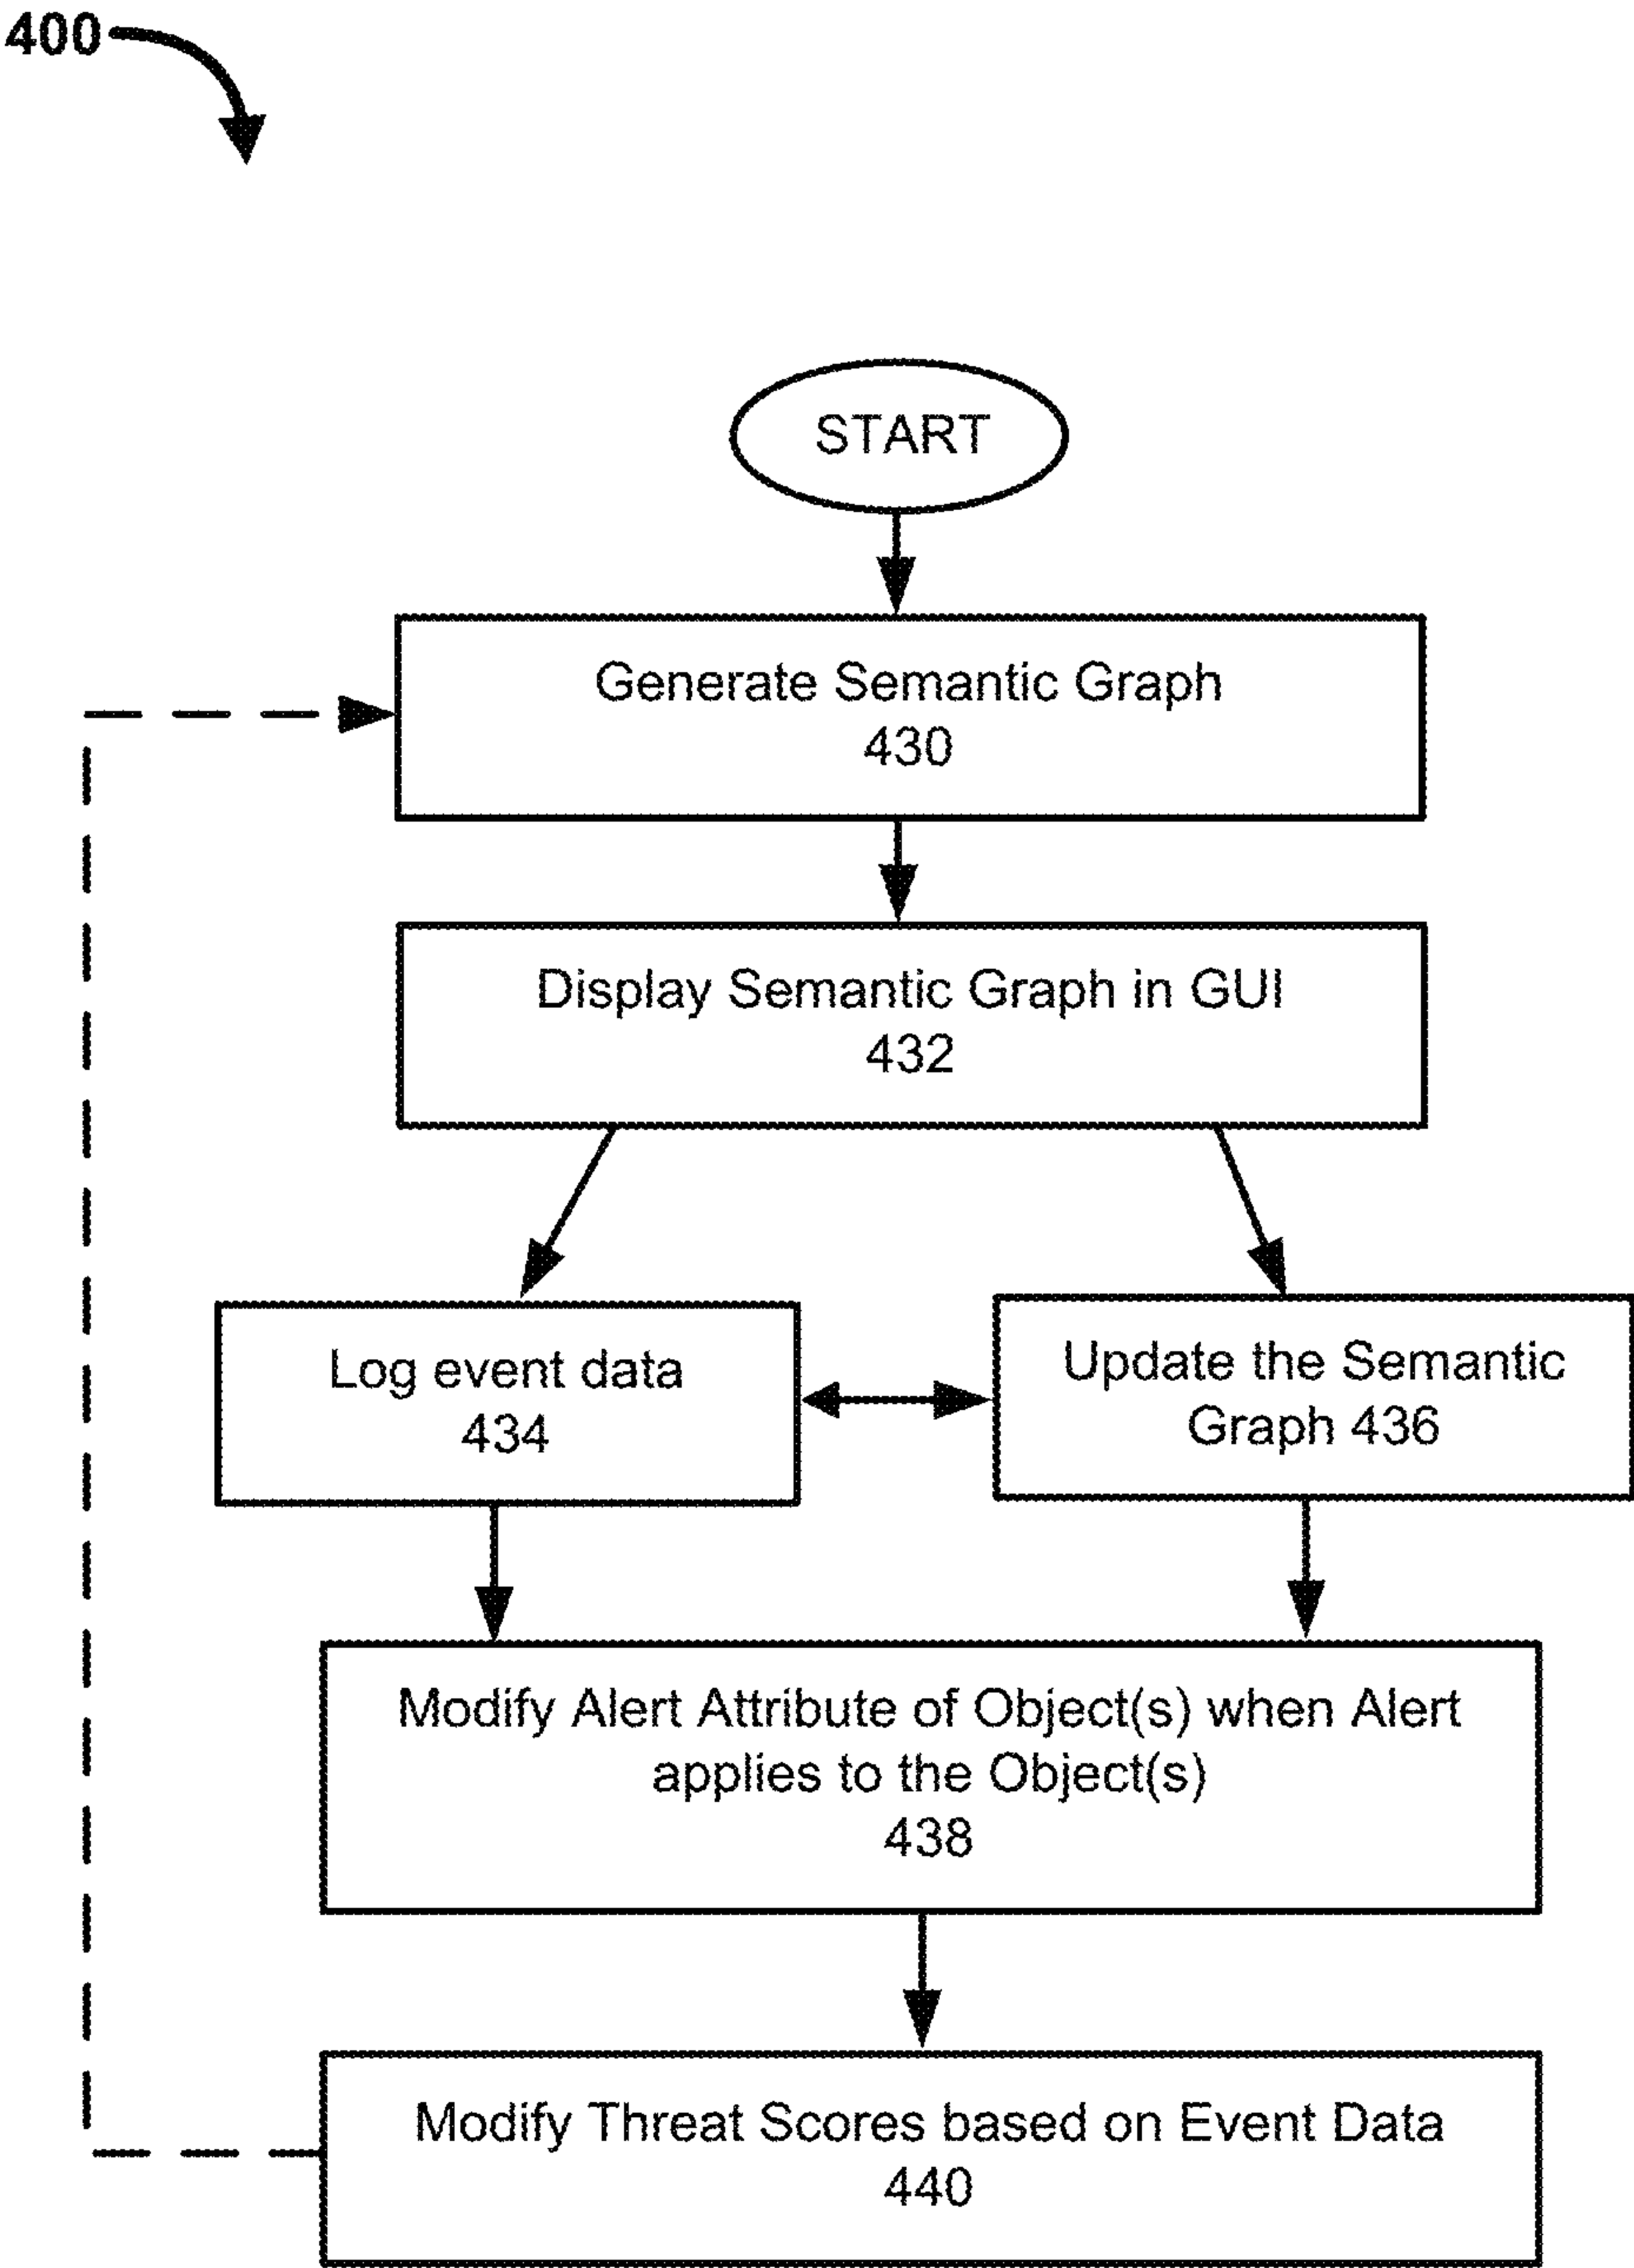 400
START
Generate Semantic Graph
430
Display Semantic Graph in GUI
432
Log event data
434
Update the Semantic
Graph 436
Modify Alert Attribute of Object(s) when Alert
applies to the Object(s)
438
Modify Threat Scores based on Event Data
440